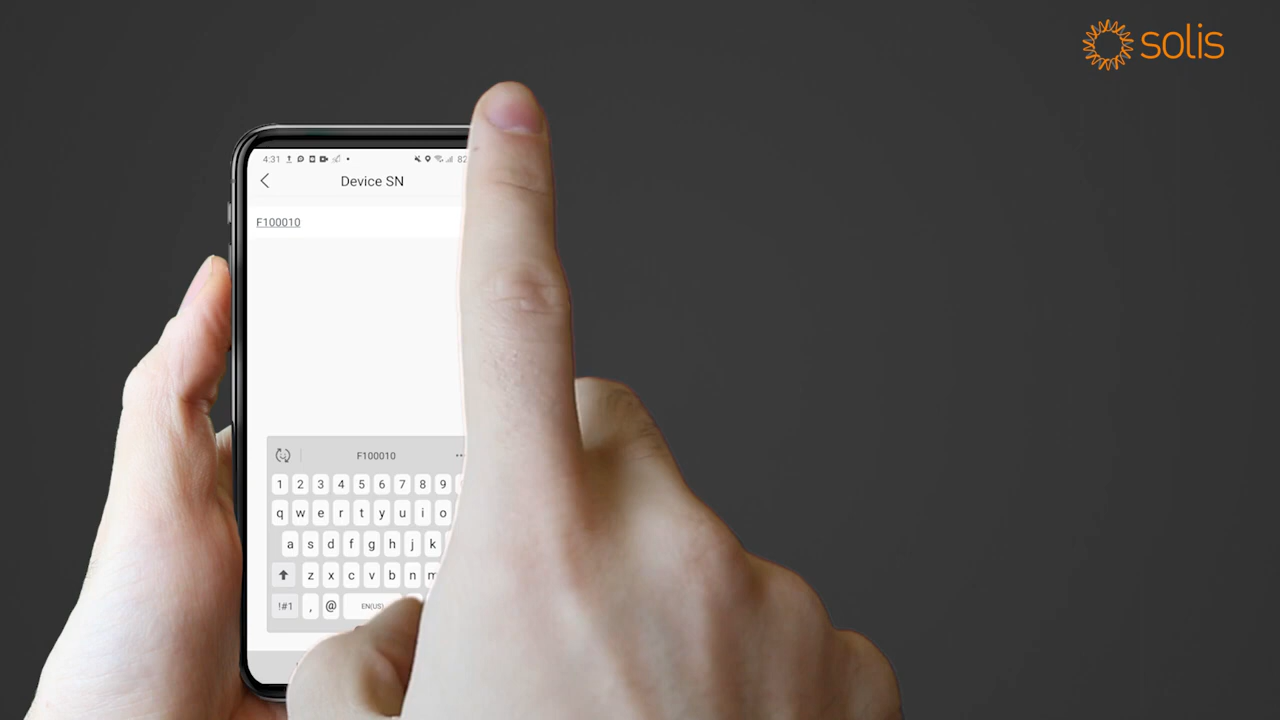 solis
4:31 82
Device SN
F100010
F100010
1 2 3 4 5 6 7 8 9
q w e r t y u i o
a s d f g h j k
z x c v b n m
!#1 , @ EN(US)